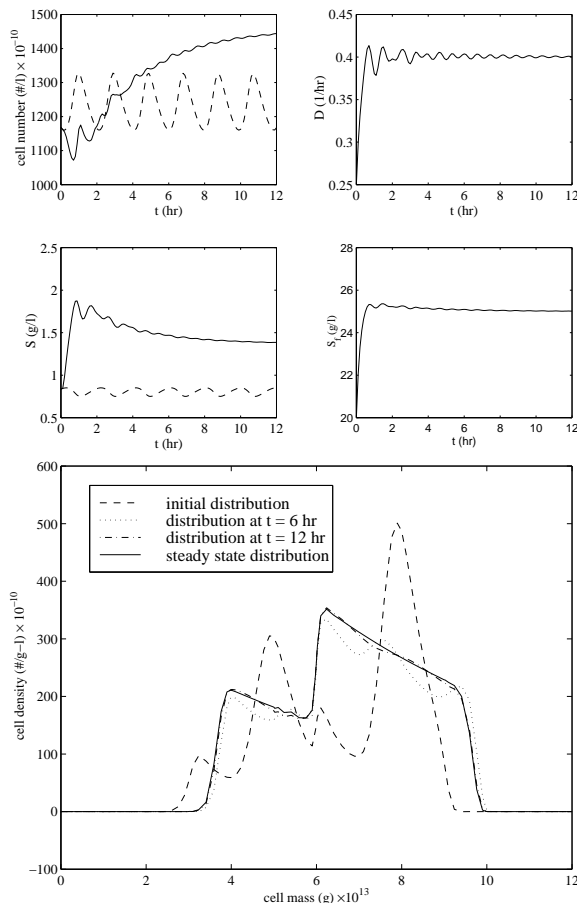 1500
1400
1300
1200
1100
1000
0 2 4 6 8 10 12
t (hr)
cell number (#/l) × 10⁻¹⁰
0.45
0.4
0.35
0.3
0.25
0 2 4 6 8 10 12
t (hr)
D (1/hr)
2.5
2
1.5
1
0.5
0 2 4 6 8 10 12
t (hr)
S (g/l)
28
26
24
22
20
0 2 4 6 8 10 12
t (hr)
S_f (g/l)
600
500
400
300
200
100
0
−100
0 2 4 6 8 10 12
cell mass (g) ×10¹³
cell density (#/g−l) × 10⁻¹⁰
initial distribution
distribution at t = 6 hr
distribution at t = 12 hr
steady state distribution